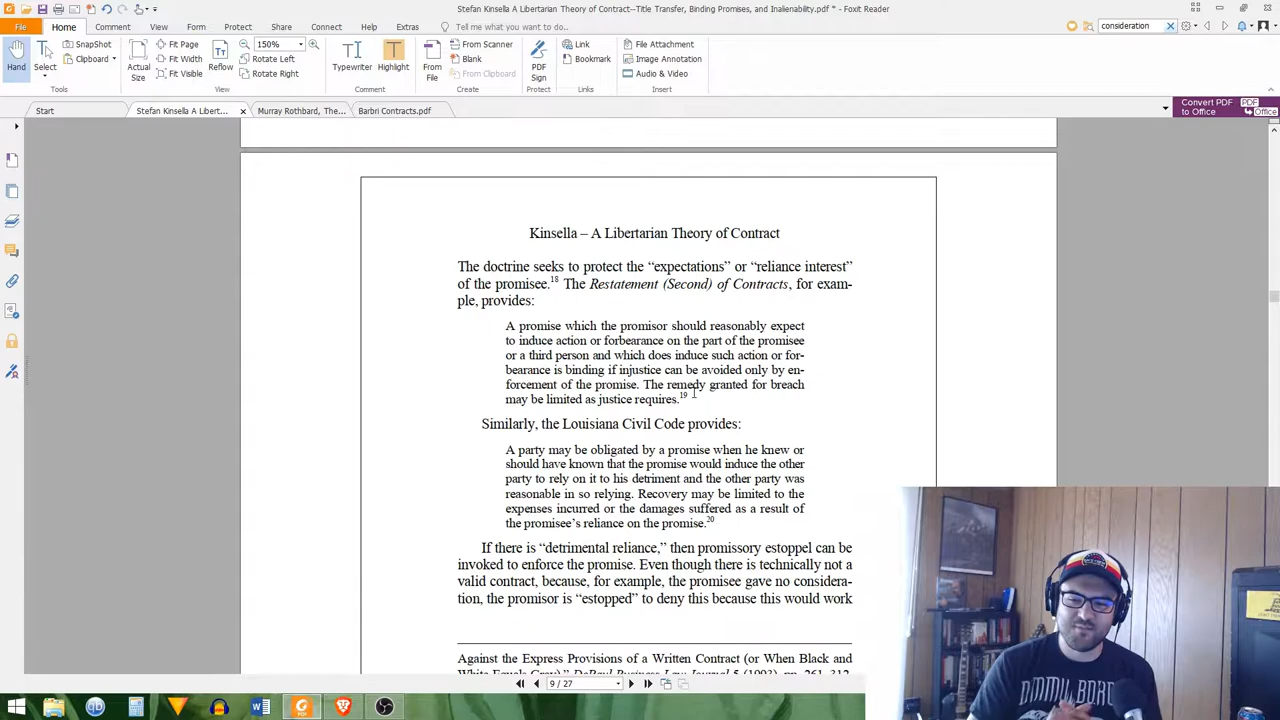 Stefan Kinsella A Libertarian Theory of Contract--Title Transfer, Binding Promises, and Inalienability.pdf * - Foxit Reader
File Home Comment View Form Protect Share Connect Help Extras Tell me what you want to do... consideration
Hand
Select
SnapShot
Clipboard
Actual Size
Fit Page
Fit Width
Fit Visible
Reflow
150%
Rotate Left
Rotate Right
Typewriter
Highlight
From File
From Scanner
Blank
From Clipboard
PDF Sign
Link
Bookmark
File Attachment
Image Annotation
Audio & Video
Tools View Comment Create Protect Links Insert
Start Stefan Kinsella A Libert... Murray Rothbard, The... Barbri Contracts.pdf
Convert PDF PDF
to Office Office
Kinsella – A Libertarian Theory of Contract
The doctrine seeks to protect the “expectations” or “reliance interest”
of the promisee.18 The Restatement (Second) of Contracts, for exam-
ple, provides:
A promise which the promisor should reasonably expect
to induce action or forbearance on the part of the promisee
or a third person and which does induce such action or for-
bearance is binding if injustice can be avoided only by en-
forcement of the promise. The remedy granted for breach
may be limited as justice requires.19
Similarly, the Louisiana Civil Code provides:
A party may be obligated by a promise when he knew or
should have known that the promise would induce the other
party to rely on it to his detriment and the other party was
reasonable in so relying. Recovery may be limited to the
expenses incurred or the damages suffered as a result of
the promisee’s reliance on the promise.20
If there is “detrimental reliance,” then promissory estoppel can be
invoked to enforce the promise. Even though there is technically not a
valid contract, because, for example, the promisee gave no considera-
tion, the promisor is “estopped” to deny this because this would work
Against the Express Provisions of a Written Contract (or When Black and
White Equals Gray),” DePaul Business Law Journal 5 (1993), pp. 261–312
9 / 27